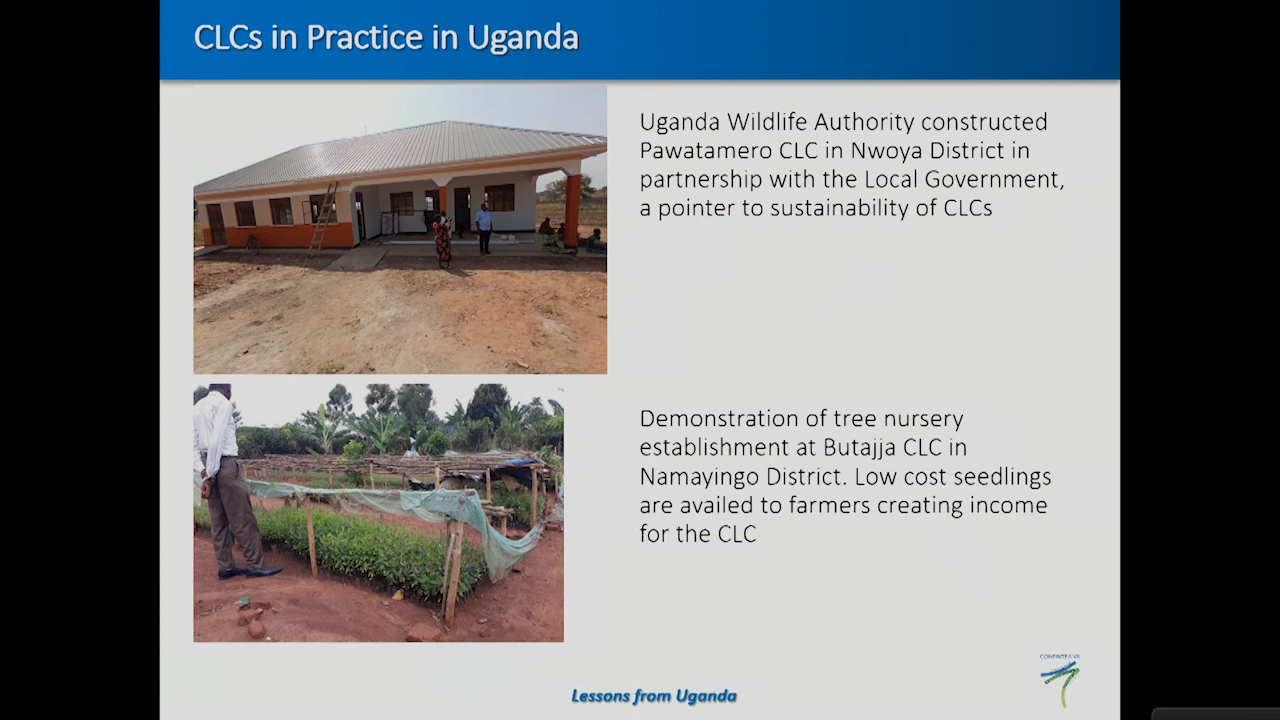 CLCs in Practice in Uganda
Uganda Wildlife Authority constructed
Pawatamero CLC in Nwoya District in
partnership with the Local Government,
a pointer to sustainability of CLCs
Demonstration of tree nursery
establishment at Butajja CLC in
Namayingo District. Low cost seedlings
are availed to farmers creating income
for the CLC
CONFINTEA VII
Lessons from Uganda